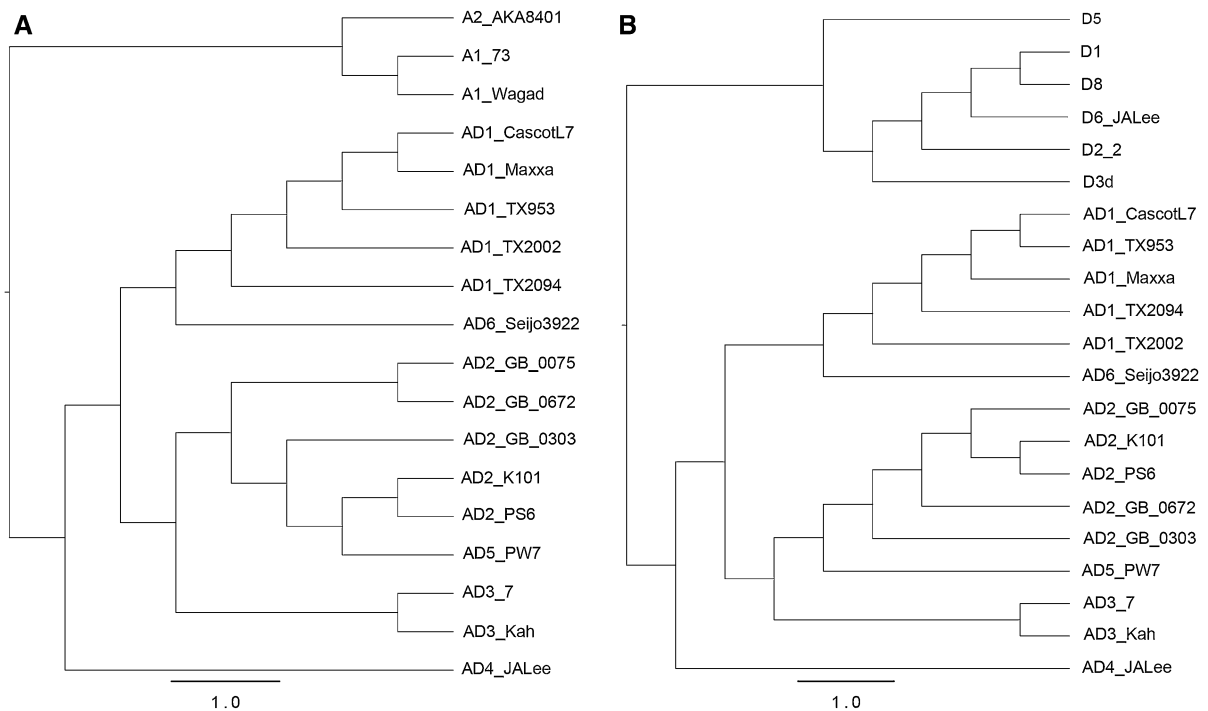 A
A2_AKA8401
A1_73
A1_Wagad
AD1_CascotL7
AD1_Maxxa
AD1_TX953
AD1_TX2002
AD1_TX2094
AD6_Seijo3922
AD2_GB_0075
AD2_GB_0672
AD2_GB_0303
AD2_K101
AD2_PS6
AD5_PW7
AD3_7
AD3_Kah
AD4_JALee
1.0
B
D5
D1
D8
D6_JALee
D2_2
D3d
AD1_CascotL7
AD1_TX953
AD1_Maxxa
AD1_TX2094
AD1_TX2002
AD6_Seijo3922
AD2_GB_0075
AD2_K101
AD2_PS6
AD2_GB_0672
AD2_GB_0303
AD5_PW7
AD3_7
AD3_Kah
AD4_JALee
1.0